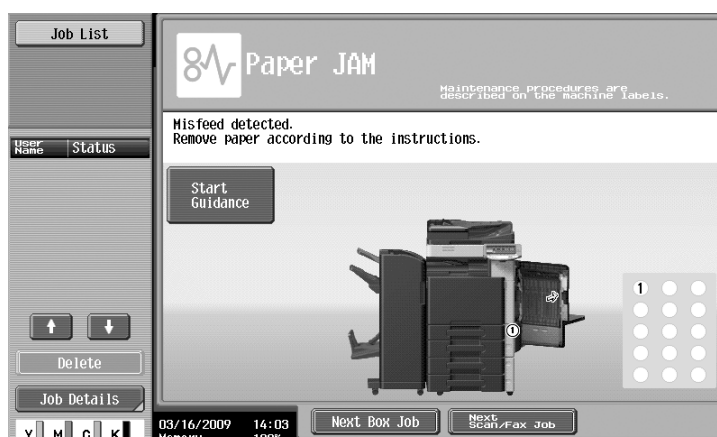 Job List
Paper JAM
Maintenance procedures are
described on the machine labels.
Misfeed detected.
Remove paper according to the instructions.
User
Name
Status
Start
Guidance
1
1
Delete
Job Details
Next Box Job
Next
Scan/Fax Job
03/16/2009 14:03
Memory 100%
Y M C K